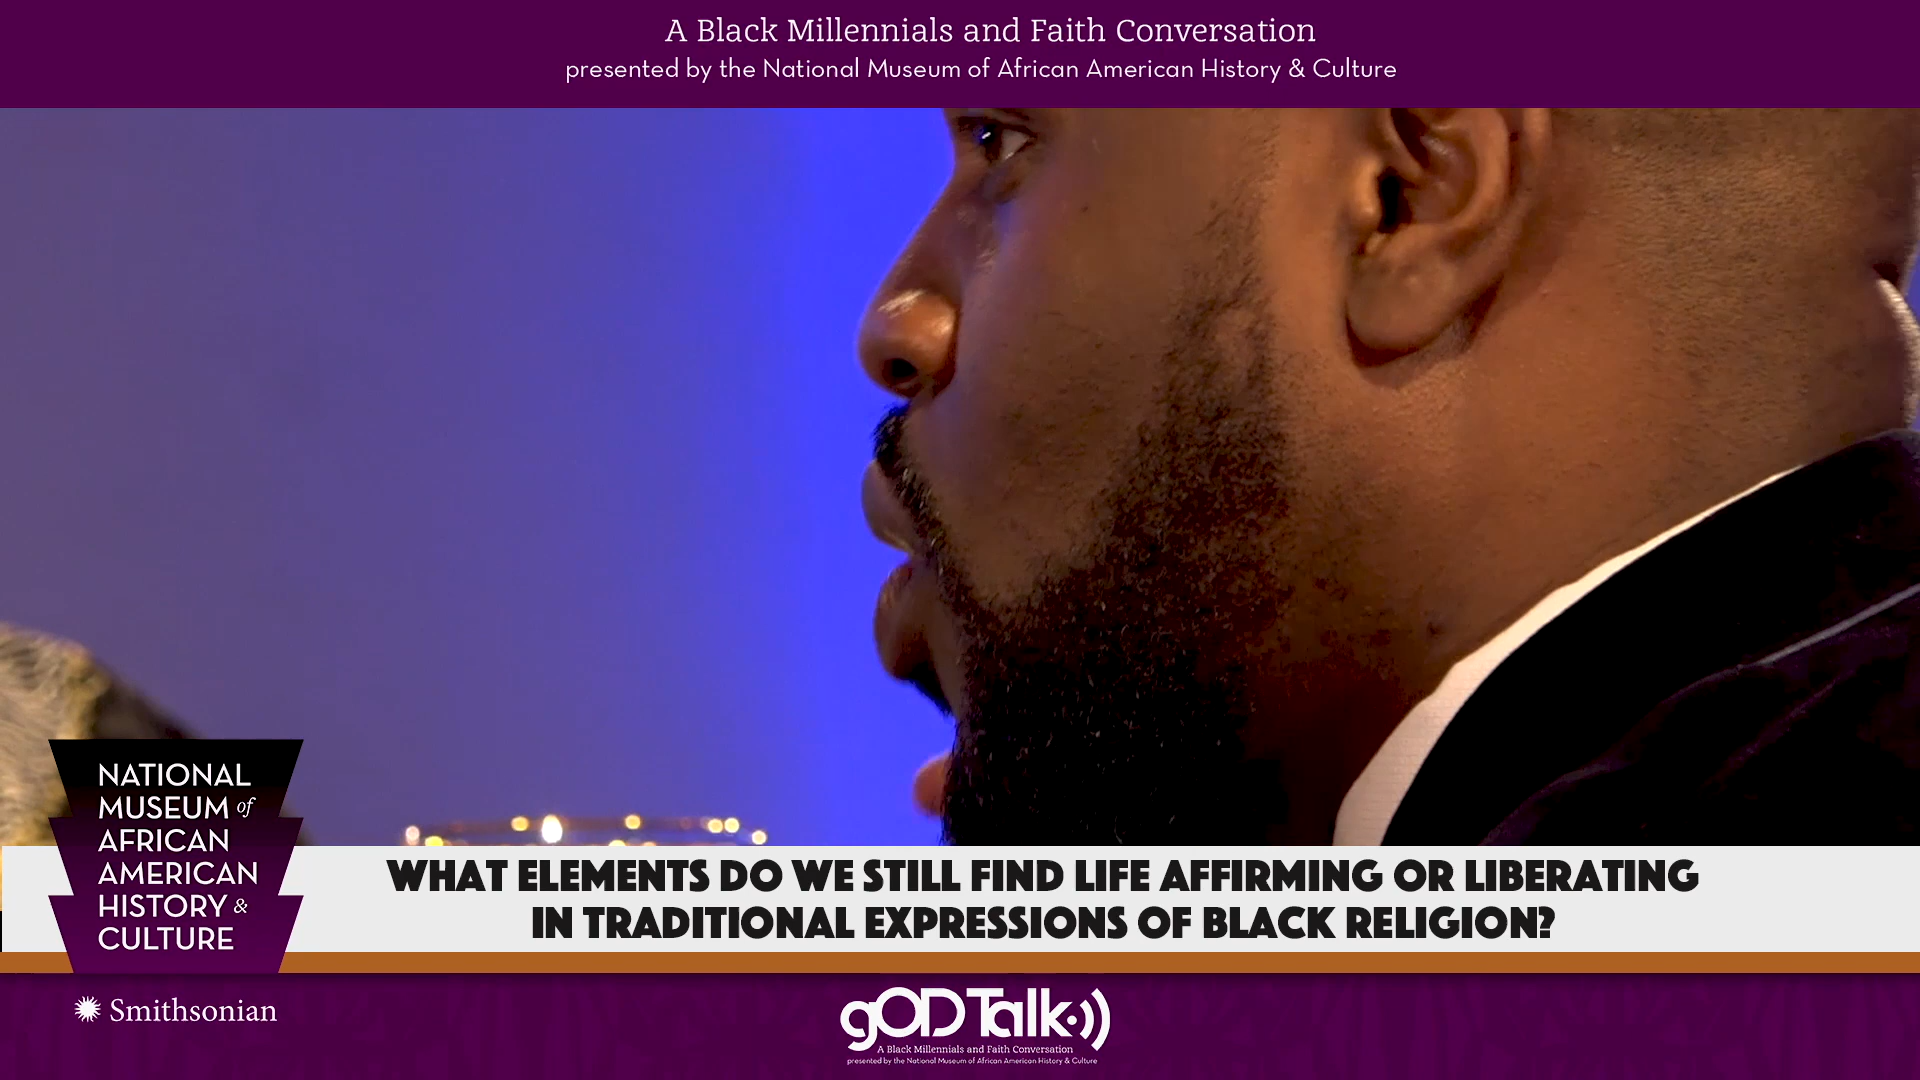 A Black Millennials and Faith Conversation
presented by the National Museum of African American History & Culture
NATIONAL
MUSEUM of
AFRICAN
AMERICAN
HISTORY &
CULTURE
WHAT ELEMENTS DO WE STILL FIND LIFE AFFIRMING OR LIBERATING
IN TRADITIONAL EXPRESSIONS OF BLACK RELIGION?
Smithsonian
gODTalk
A Black Millennials and Faith Conversation
presented by the National Museum of African American History & Culture